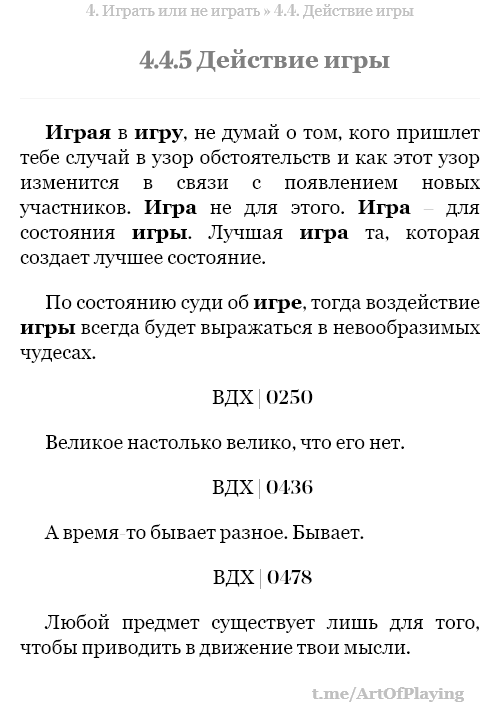 4. Играть или не играть » 4.4. Действие игры
4.4.5 Действие игры
Играя в игру, не думай о том, кого пришлет
тебе случай в узор обстоятельств и как этот узор
изменится в связи с появлением новых
участников. Игра не для этого. Игра – для
состояния игры. Лучшая игра та, которая
создает лучшее состояние.
По состоянию суди об игре, тогда воздействие
игры всегда будет выражаться в невообразимых
чудесах.
ВДХ | 0250
Великое настолько велико, что его нет.
ВДХ | 0436
А время-то бывает разное. Бывает.
ВДХ | 0478
Любой предмет существует лишь для того,
чтобы приводить в движение твои мысли.
t.me/ArtOfPlaying